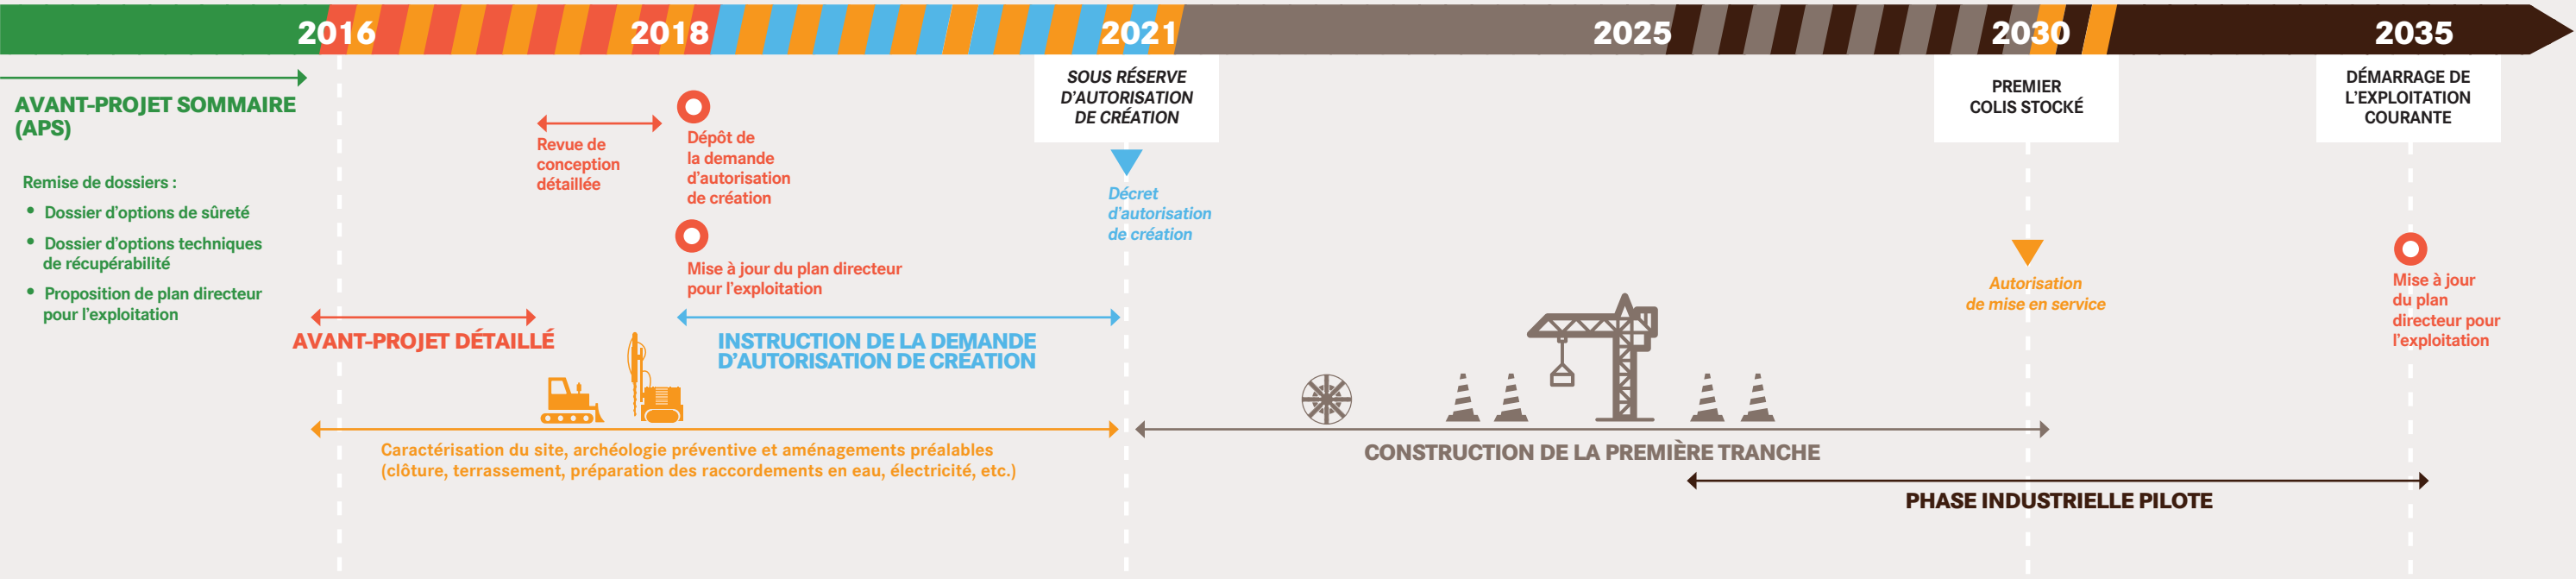 2016
2018
2021
2025
2030
2035
AVANT-PROJET SOMMAIRE
(APS)
Remise de dossiers :
• Dossier d'options de sûreté
• Dossier d'options techniques
de récupérabilité
• Proposition de plan directeur
pour l'exploitation
AVANT-PROJET DÉTAILLÉ
Revue de
conception
détaillée
Dépôt de
la demande
d'autorisation
de création
Mise à jour du plan directeur
pour l'exploitation
INSTRUCTION DE LA DEMANDE
D'AUTORISATION DE CRÉATION
Caractérisation du site, archéologie préventive et aménagements préalables
(clôture, terrassement, préparation des raccordements en eau, électricité, etc.)
SOUS RÉSERVE
D'AUTORISATION
DE CRÉATION
Décret
d'autorisation
de création
CONSTRUCTION DE LA PREMIÈRE TRANCHE
PREMIER
COLIS STOCKÉ
Autorisation
de mise en service
PHASE INDUSTRIELLE PILOTE
DÉMARRAGE DE
L'EXPLOITATION
COURANTE
Mise à jour
du plan
directeur pour
l'exploitation